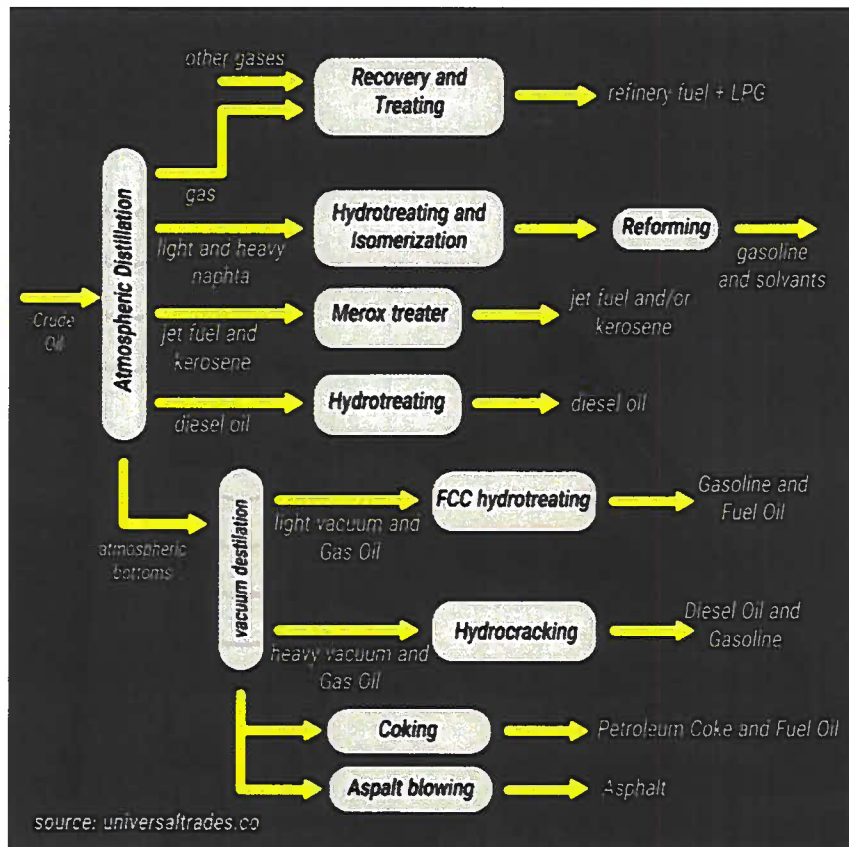 other gases
Recovery and
Treating
refinery fuel + LPG
gas
Hydrotreating and
Isomerization
Reforming
light and heavy
naphta
gasoline
and solvants
Atmospheric Distillation
Crude
Oil
Merox treater
jet fuel and/or
kerosene
jet fuel and
kerosene
Hydrotreating
diesel oil
diesel oil
atmospheric
bottoms
vacuum destilation
FCC hydrotreating
Gasoline and
Fuel Oil
light vacuum and
Gas Oil
Hydrocracking
Diesel Oil and
Gasoline
heavy vacuum and
Gas Oil
Coking
Petroleum Coke and Fuel Oil
Aspalt blowing
Asphalt
source: universaltrades.co